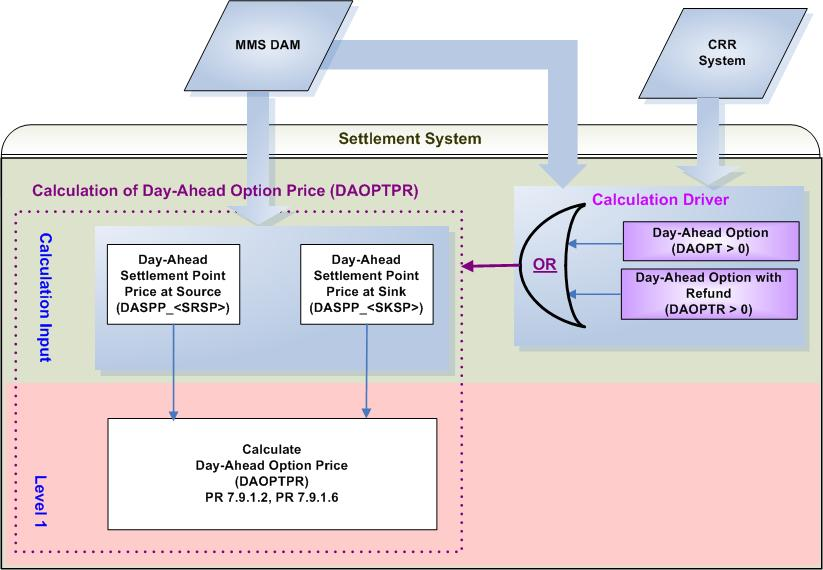 MMS DAM
CRR
System
Settlement System
Calculation of Day-Ahead Option Price (DAOPTPR)
Calculation Driver
Calculation Input
Day-Ahead
Settlement Point
Price at Source
(DASPP_<SRSP>)
Day-Ahead
Settlement Point
Price at Sink
(DASPP_<SKSP>)
OR
Day-Ahead Option
(DAOPT > 0)
Day-Ahead Option with
Refund
(DAOPTR > 0)
Level 1
Calculate
Day-Ahead Option Price
(DAOPTPR)
PR 7.9.1.2, PR 7.9.1.6